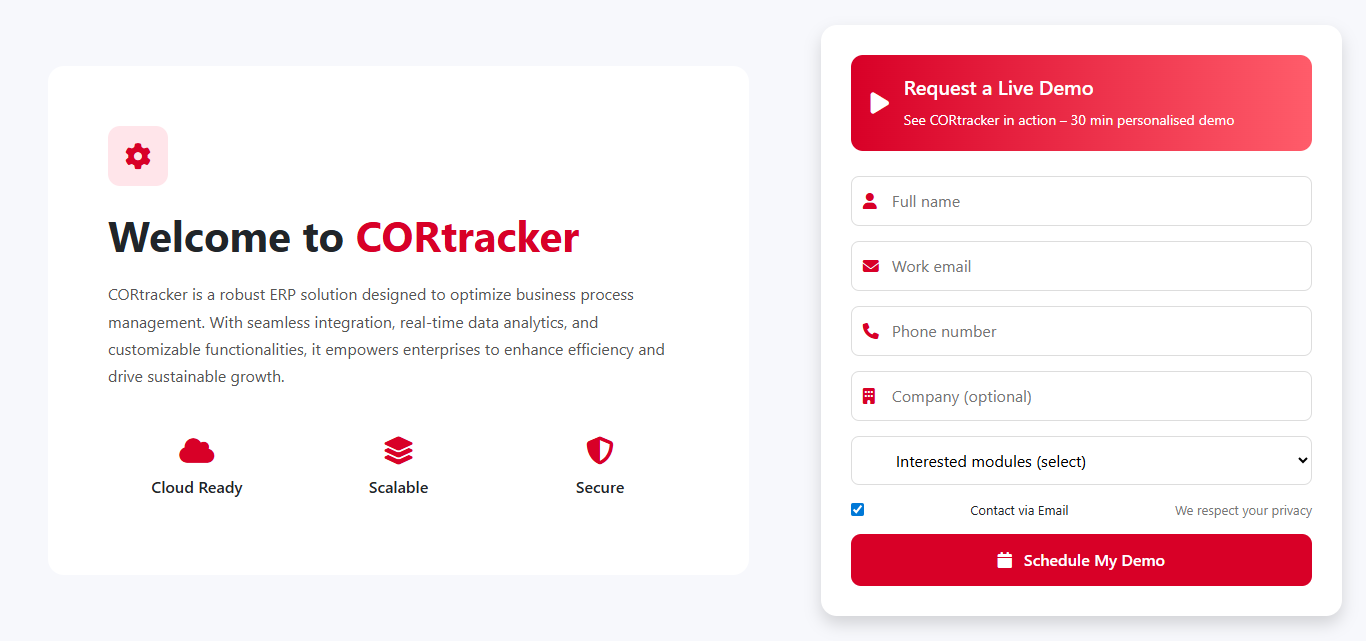 Welcome to CORtracker
CORtracker is a robust ERP solution designed to optimize business process
management. With seamless integration, real-time data analytics, and
customizable functionalities, it empowers enterprises to enhance efficiency and
drive sustainable growth.
Cloud Ready
Scalable
Secure
Request a Live Demo
See CORtracker in action – 30 min personalised demo
Full name
Work email
Phone number
Company (optional)
Interested modules (select)
Contact via Email
We respect your privacy
Schedule My Demo